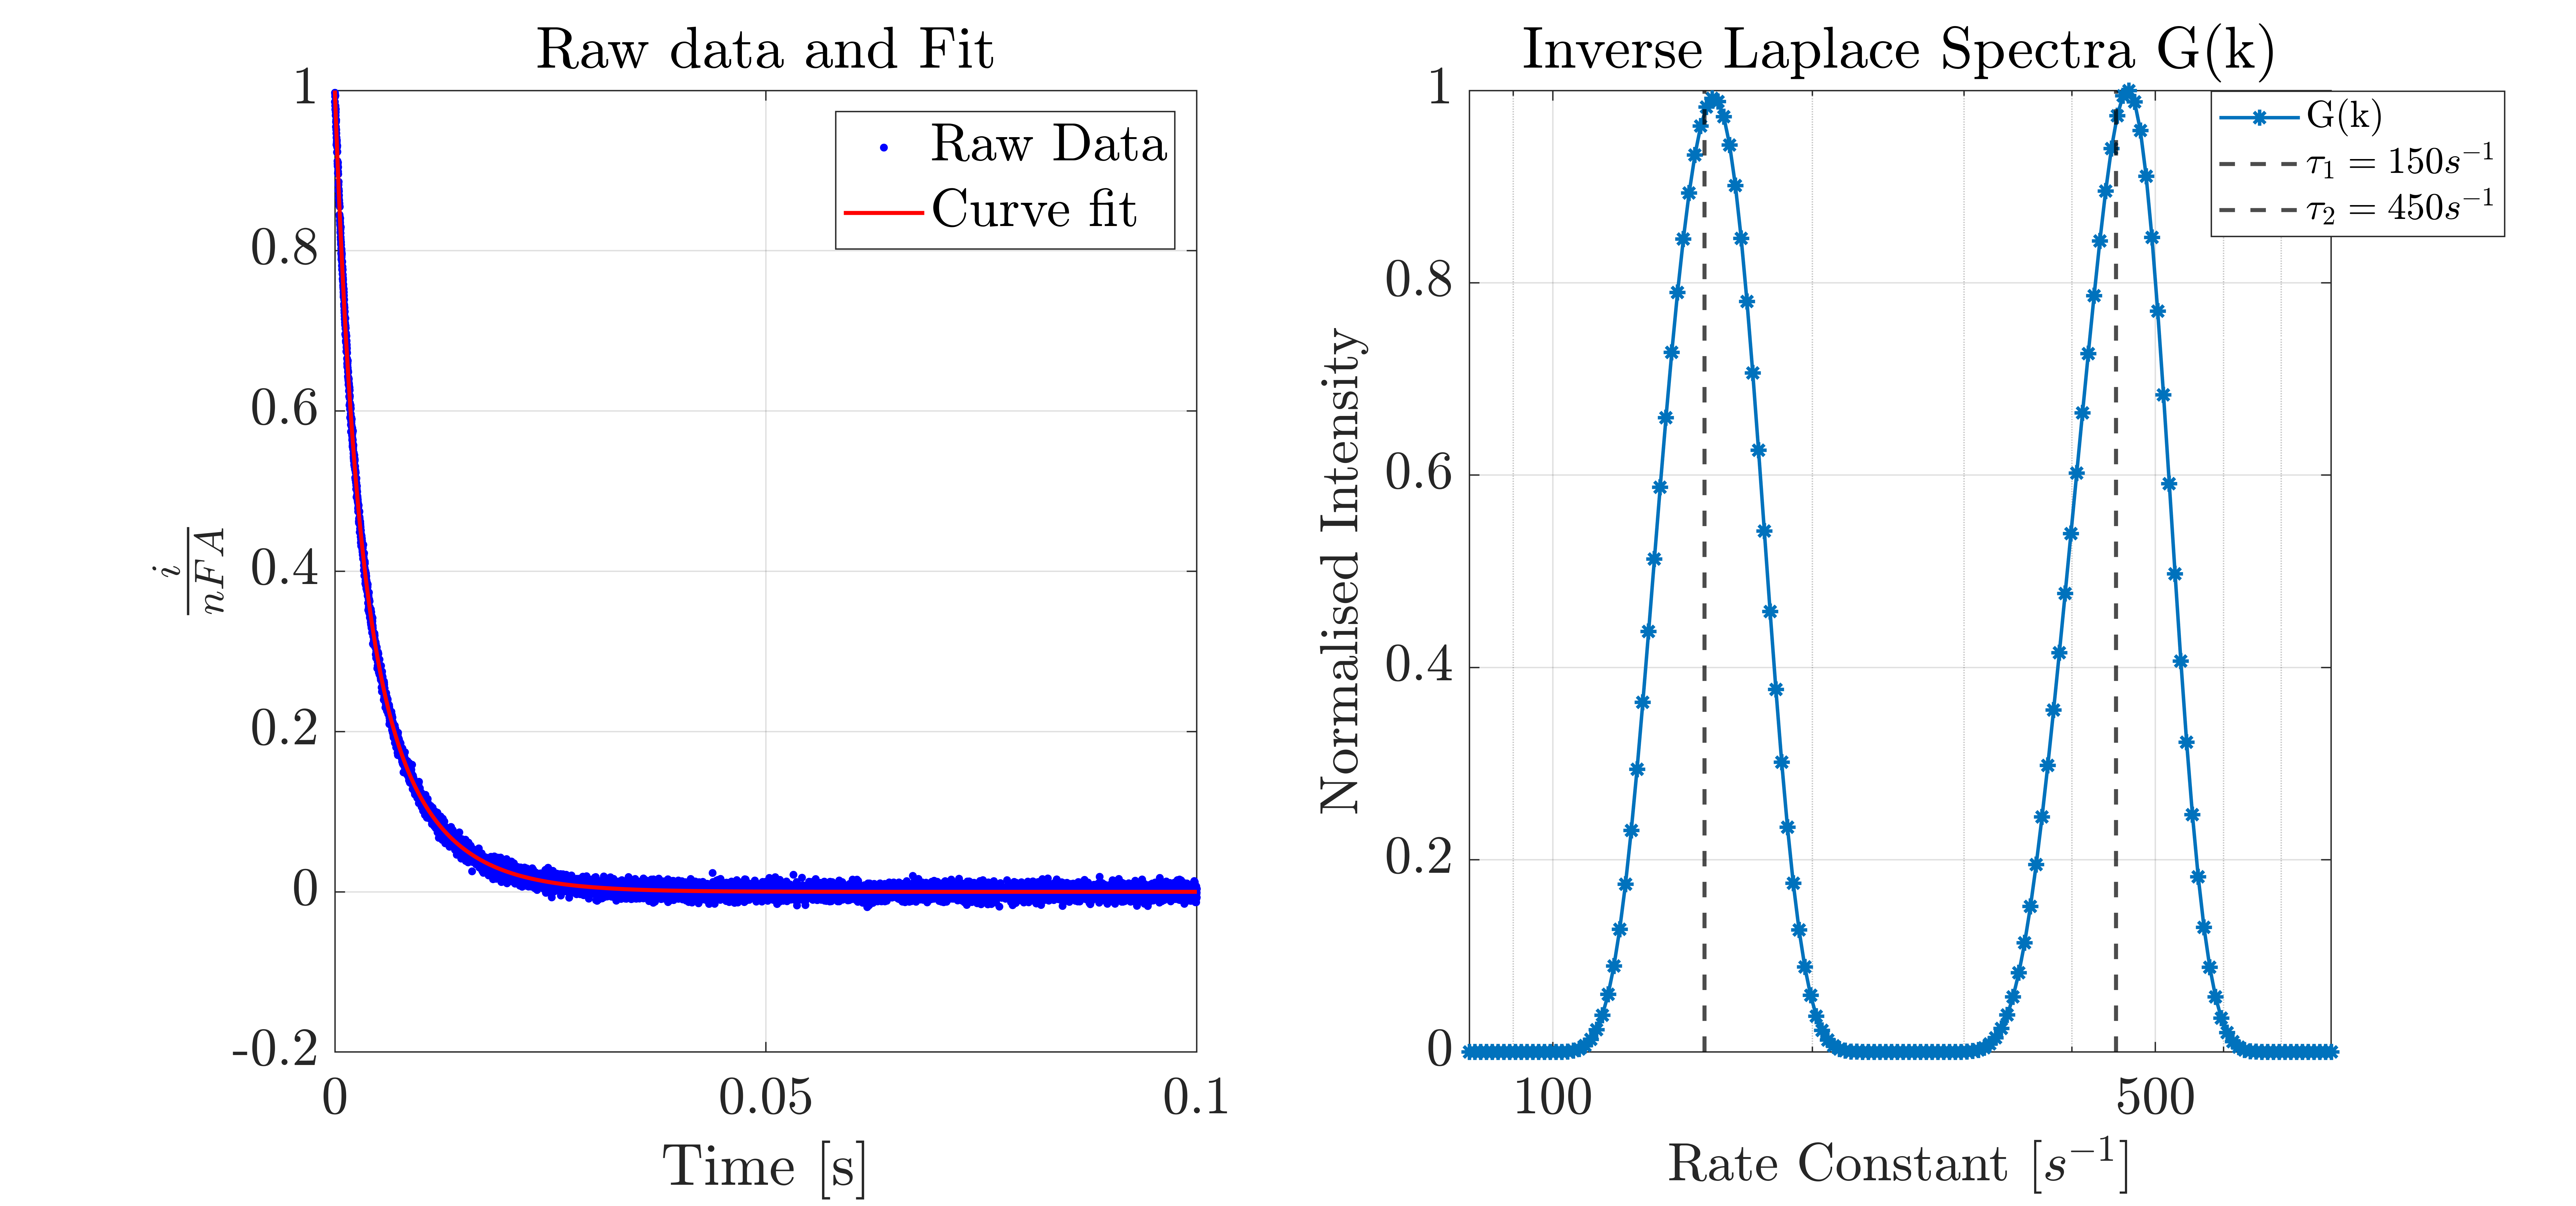 Raw data and Fit
1
0.8
0.6
0.4
0.2
0
-0.2
i
nFA
Raw Data
Curve fit
0 0.05 0.1
Time [s]
Inverse Laplace Spectra G(k)
1
0.8
0.6
0.4
0.2
0
Normalised Intensity
G(k)
τ₁ = 150s⁻¹
τ₂ = 450s⁻¹
100 500
Rate Constant [s⁻¹]